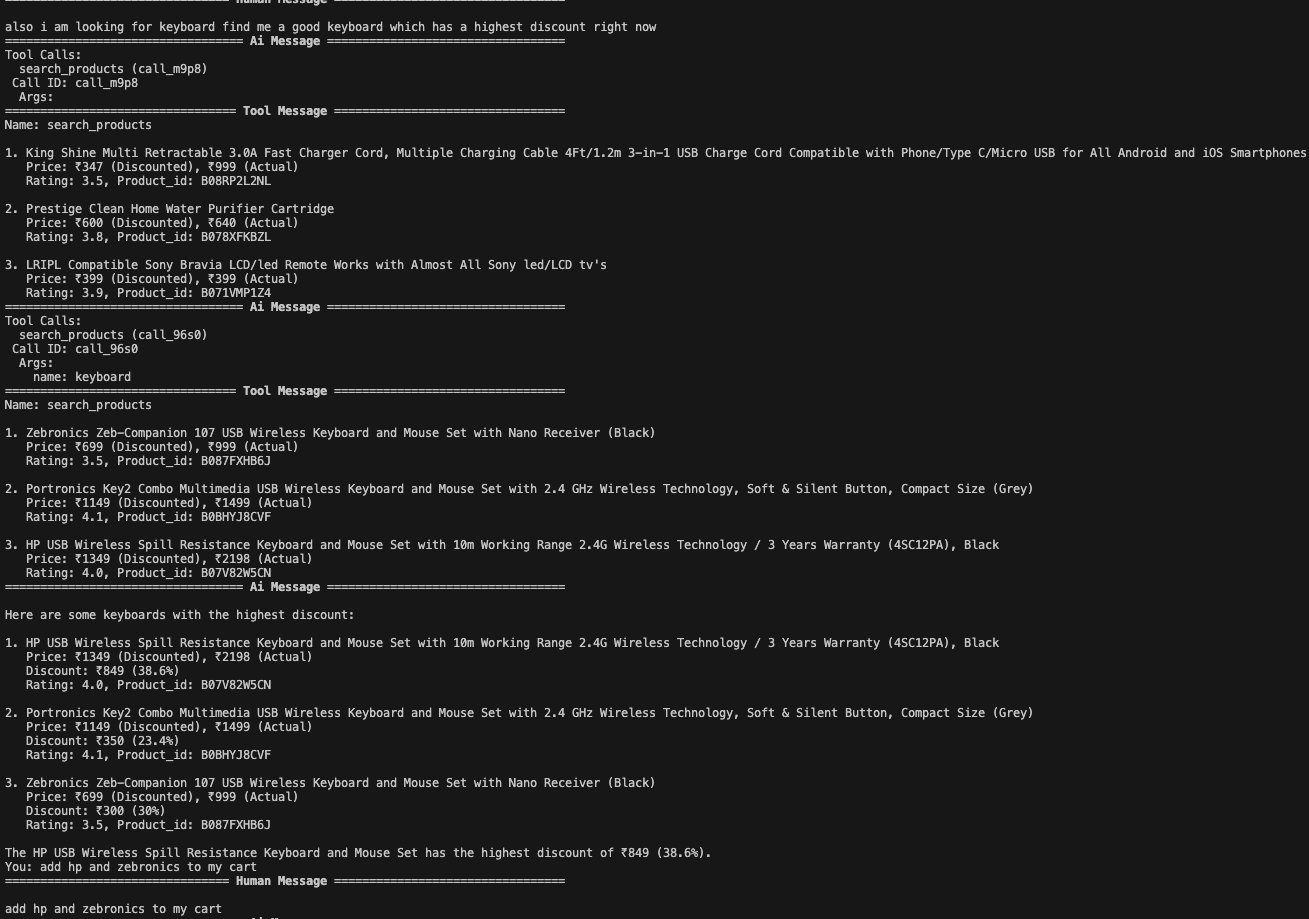 ================================ Human Message =================================
also i am looking for keyboard find me a good keyboard which has a highest discount right now
================================== Ai Message ==================================
Tool Calls:
search_products (call_m9p8)
Call ID: call_m9p8
Args:
================================= Tool Message =================================
Name: search_products
1. King Shine Multi Retractable 3.0A Fast Charger Cord, Multiple Charging Cable 4Ft/1.2m 3-in-1 USB Charge Cord Compatible with Phone/Type C/Micro USB for All Android and iOS Smartphones
Price: ₹347 (Discounted), ₹999 (Actual)
Rating: 3.5, Product_id: B08RP2L2NL
2. Prestige Clean Home Water Purifier Cartridge
Price: ₹600 (Discounted), ₹640 (Actual)
Rating: 3.8, Product_id: B078XFKBZL
3. LRIPL Compatible Sony Bravia LCD/led Remote Works with Almost All Sony led/LCD tv's
Price: ₹399 (Discounted), ₹399 (Actual)
Rating: 3.9, Product_id: B071VMP1Z4
================================== Ai Message ==================================
Tool Calls:
search_products (call_96s0)
Call ID: call_96s0
Args:
name: keyboard
================================= Tool Message =================================
Name: search_products
1. Zebronics Zeb-Companion 107 USB Wireless Keyboard and Mouse Set with Nano Receiver (Black)
Price: ₹699 (Discounted), ₹999 (Actual)
Rating: 3.5, Product_id: B087FXHB6J
2. Portronics Key2 Combo Multimedia USB Wireless Keyboard and Mouse Set with 2.4 GHz Wireless Technology, Soft & Silent Button, Compact Size (Grey)
Price: ₹1149 (Discounted), ₹1499 (Actual)
Rating: 4.1, Product_id: B0BHYJ8CVF
3. HP USB Wireless Spill Resistance Keyboard and Mouse Set with 10m Working Range 2.4G Wireless Technology / 3 Years Warranty (4SC12PA), Black
Price: ₹1349 (Discounted), ₹2198 (Actual)
Rating: 4.0, Product_id: B07V82W5CN
================================== Ai Message ==================================
Here are some keyboards with the highest discount:
1. HP USB Wireless Spill Resistance Keyboard and Mouse Set with 10m Working Range 2.4G Wireless Technology / 3 Years Warranty (4SC12PA), Black
Price: ₹1349 (Discounted), ₹2198 (Actual)
Discount: ₹849 (38.6%)
Rating: 4.0, Product_id: B07V82W5CN
2. Portronics Key2 Combo Multimedia USB Wireless Keyboard and Mouse Set with 2.4 GHz Wireless Technology, Soft & Silent Button, Compact Size (Grey)
Price: ₹1149 (Discounted), ₹1499 (Actual)
Discount: ₹350 (23.4%)
Rating: 4.1, Product_id: B0BHYJ8CVF
3. Zebronics Zeb-Companion 107 USB Wireless Keyboard and Mouse Set with Nano Receiver (Black)
Price: ₹699 (Discounted), ₹999 (Actual)
Discount: ₹300 (30%)
Rating: 3.5, Product_id: B087FXHB6J
The HP USB Wireless Spill Resistance Keyboard and Mouse Set has the highest discount of ₹849 (38.6%).
You: add hp and zebronics to my cart
================================ Human Message =================================
add hp and zebronics to my cart